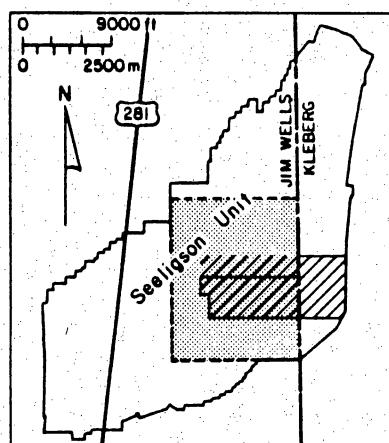 0 9000 ft
0 2500 m
N
281
JIM WELLS
KLEBERG
Seeligson Unit